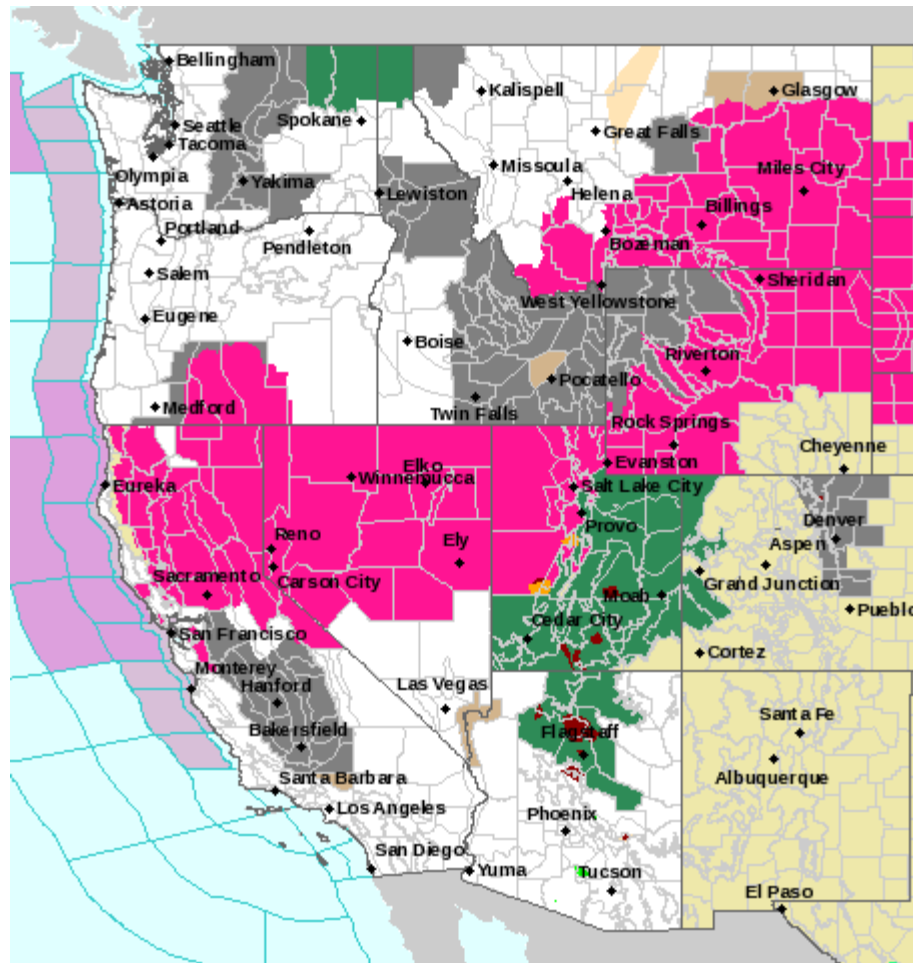 Bellingham
Kalispell
Glasgow
Seattle
Spokane
Great Falls
Tacoma
Olympia
Missoula
Miles City
Yakima
Lewiston
Helena
Astoria
Billings
Portland
Pendleton
Bozeman
Salem
Sheridan
West Yellowstone
Eugene
Boise
Riverton
Pocatello
Medford
Twin Falls
Rock Springs
Cheyenne
Elko
Evanston
Winnemucca
Eureka
Salt Lake City
Provo
Denver
Reno
Ely
Aspen
Sacramento
Carson City
Moab
Grand Junction
Pueblo
Cedar City
San Francisco
Cortez
Monterey
Las Vegas
Hanford
Santa Fe
Bakersfield
Flagstaff
Albuquerque
Santa Barbara
Los Angeles
Phoenix
San Diego
Yuma
Tucson
El Paso